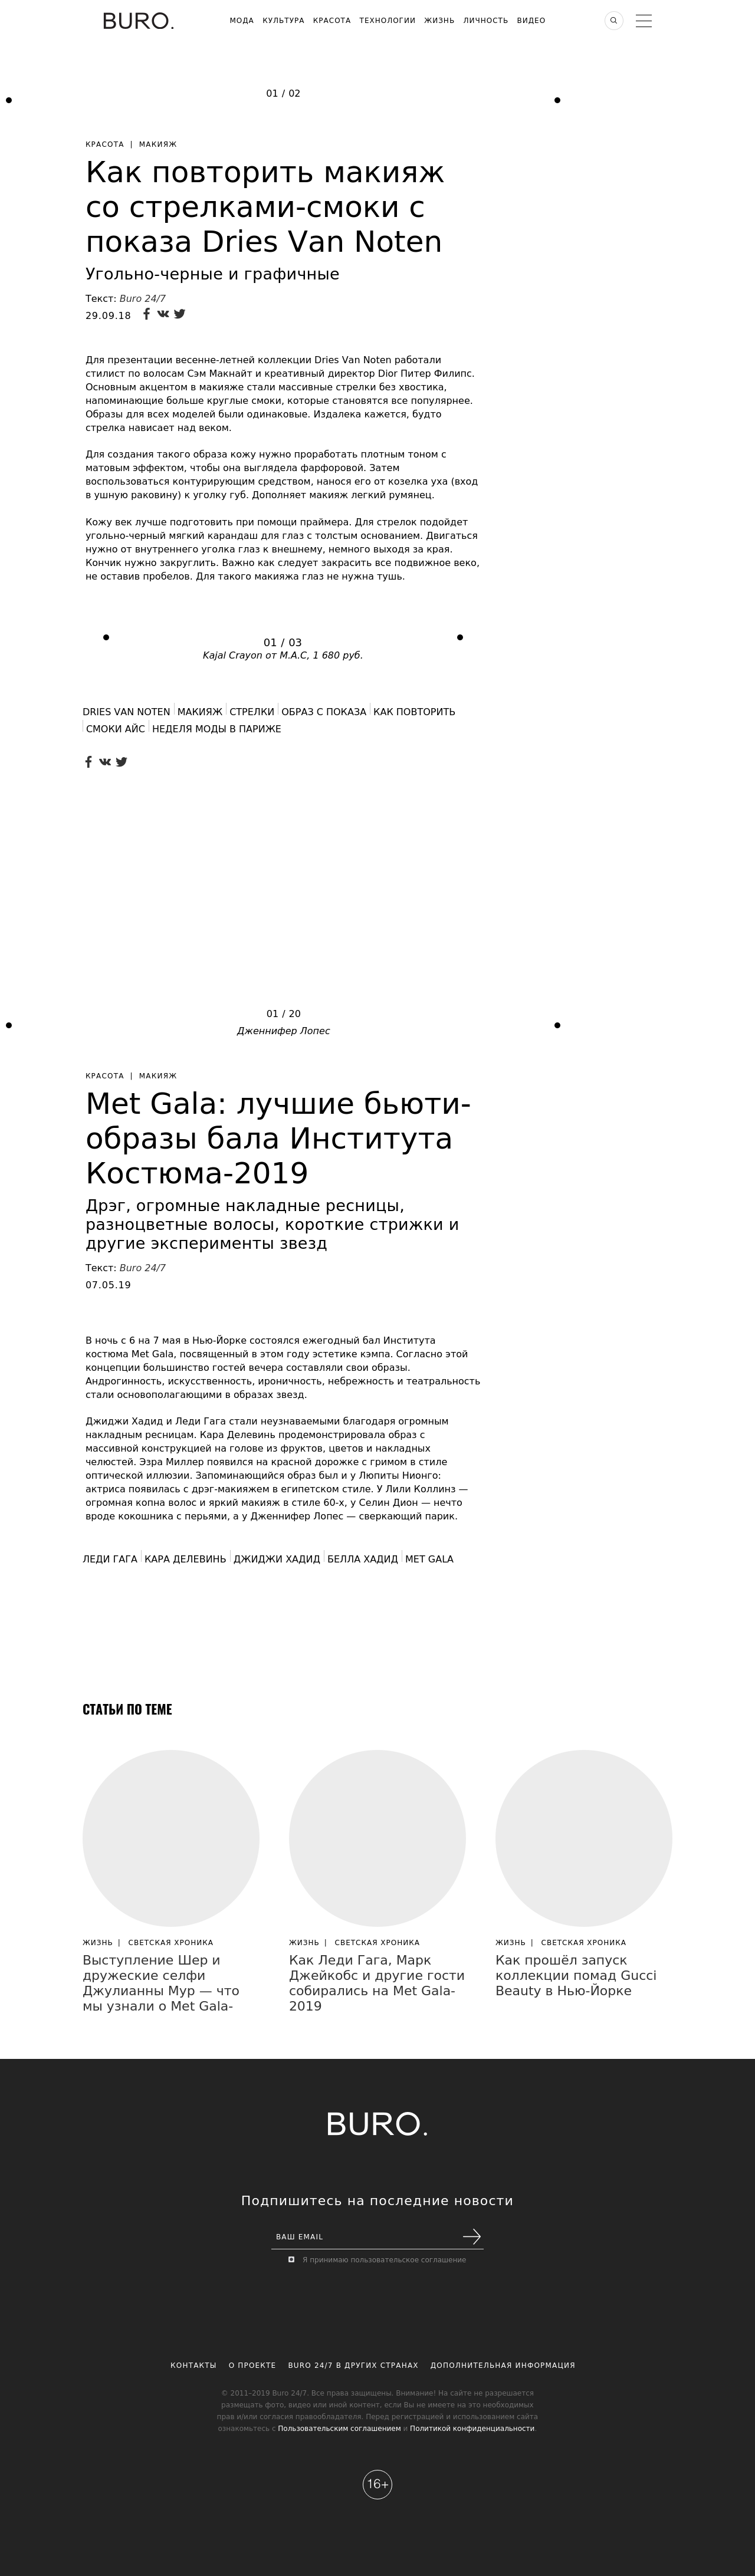 BURO.
МОДА КУЛЬТУРА КРАСОТА ТЕХНОЛОГИИ ЖИЗНЬ ЛИЧНОСТЬ ВИДЕО
01 / 02
КРАСОТА | МАКИЯЖ
Как повторить макияж
со стрелками-смоки с
показа Dries Van Noten
Угольно-черные и графичные
Текст: Buro 24/7
29.09.18
Для презентации весенне-летней коллекции Dries Van Noten работали
стилист по волосам Сэм Макнайт и креативный директор Dior Питер Филипс.
Основным акцентом в макияже стали массивные стрелки без хвостика,
напоминающие больше круглые смоки, которые становятся все популярнее.
Образы для всех моделей были одинаковые. Издалека кажется, будто
стрелка нависает над веком.
Для создания такого образа кожу нужно проработать плотным тоном с
матовым эффектом, чтобы она выглядела фарфоровой. Затем
воспользоваться контурирующим средством, нанося его от козелка уха (вход
в ушную раковину) к уголку губ. Дополняет макияж легкий румянец.
Кожу век лучше подготовить при помощи праймера. Для стрелок подойдет
угольно-черный мягкий карандаш для глаз с толстым основанием. Двигаться
нужно от внутреннего уголка глаз к внешнему, немного выходя за края.
Кончик нужно закруглить. Важно как следует закрасить все подвижное веко,
не оставив пробелов. Для такого макияжа глаз не нужна тушь.
01 / 03
Kajal Crayon от M.A.C, 1 680 руб.
DRIES VAN NOTEN МАКИЯЖ СТРЕЛКИ ОБРАЗ С ПОКАЗА КАК ПОВТОРИТЬ
СМОКИ АЙС НЕДЕЛЯ МОДЫ В ПАРИЖЕ
01 / 20
Дженнифер Лопес
КРАСОТА | МАКИЯЖ
Met Gala: лучшие бьюти-
образы бала Института
Костюма-2019
Дрэг, огромные накладные ресницы,
разноцветные волосы, короткие стрижки и
другие эксперименты звезд
Текст: Buro 24/7
07.05.19
В ночь с 6 на 7 мая в Нью-Йорке состоялся ежегодный бал Института
костюма Met Gala, посвященный в этом году эстетике кэмпа. Согласно этой
концепции большинство гостей вечера составляли свои образы.
Андрогинность, искусственность, ироничность, небрежность и театральность
стали основополагающими в образах звезд.
Джиджи Хадид и Леди Гага стали неузнаваемыми благодаря огромным
накладным ресницам. Кара Делевинь продемонстрировала образ с
массивной конструкцией на голове из фруктов, цветов и накладных
челюстей. Эзра Миллер появился на красной дорожке с гримом в стиле
оптической иллюзии. Запоминающийся образ был и у Люпиты Нионго:
актриса появилась с дрэг-макияжем в египетском стиле. У Лили Коллинз —
огромная копна волос и яркий макияж в стиле 60-х, у Селин Дион — нечто
вроде кокошника с перьями, а у Дженнифер Лопес — сверкающий парик.
ЛЕДИ ГАГА КАРА ДЕЛЕВИНЬ ДЖИДЖИ ХАДИД БЕЛЛА ХАДИД MET GALA
СТАТЬИ ПО ТЕМЕ
ЖИЗНЬ | СВЕТСКАЯ ХРОНИКА
Выступление Шер и
дружеские селфи
Джулианны Мур — что
мы узнали о Met Gala-
ЖИЗНЬ | СВЕТСКАЯ ХРОНИКА
Как Леди Гага, Марк
Джейкобс и другие гости
собирались на Met Gala-
2019
ЖИЗНЬ | СВЕТСКАЯ ХРОНИКА
Как прошёл запуск
коллекции помад Gucci
Beauty в Нью-Йорке
BURO.
Подпишитесь на последние новости
ВАШ EMAIL
Я принимаю пользовательское соглашение
КОНТАКТЫ О ПРОЕКТЕ BURO 24/7 В ДРУГИХ СТРАНАХ ДОПОЛНИТЕЛЬНАЯ ИНФОРМАЦИЯ
© 2011–2019 Buro 24/7. Все права защищены. Внимание! На сайте не разрешается
размещать фото, видео или иной контент, если Вы не имеете на это необходимых
прав и/или согласия правообладателя. Перед регистрацией и использованием сайта
ознакомьтесь с Пользовательским соглашением и Политикой конфиденциальности.
16+